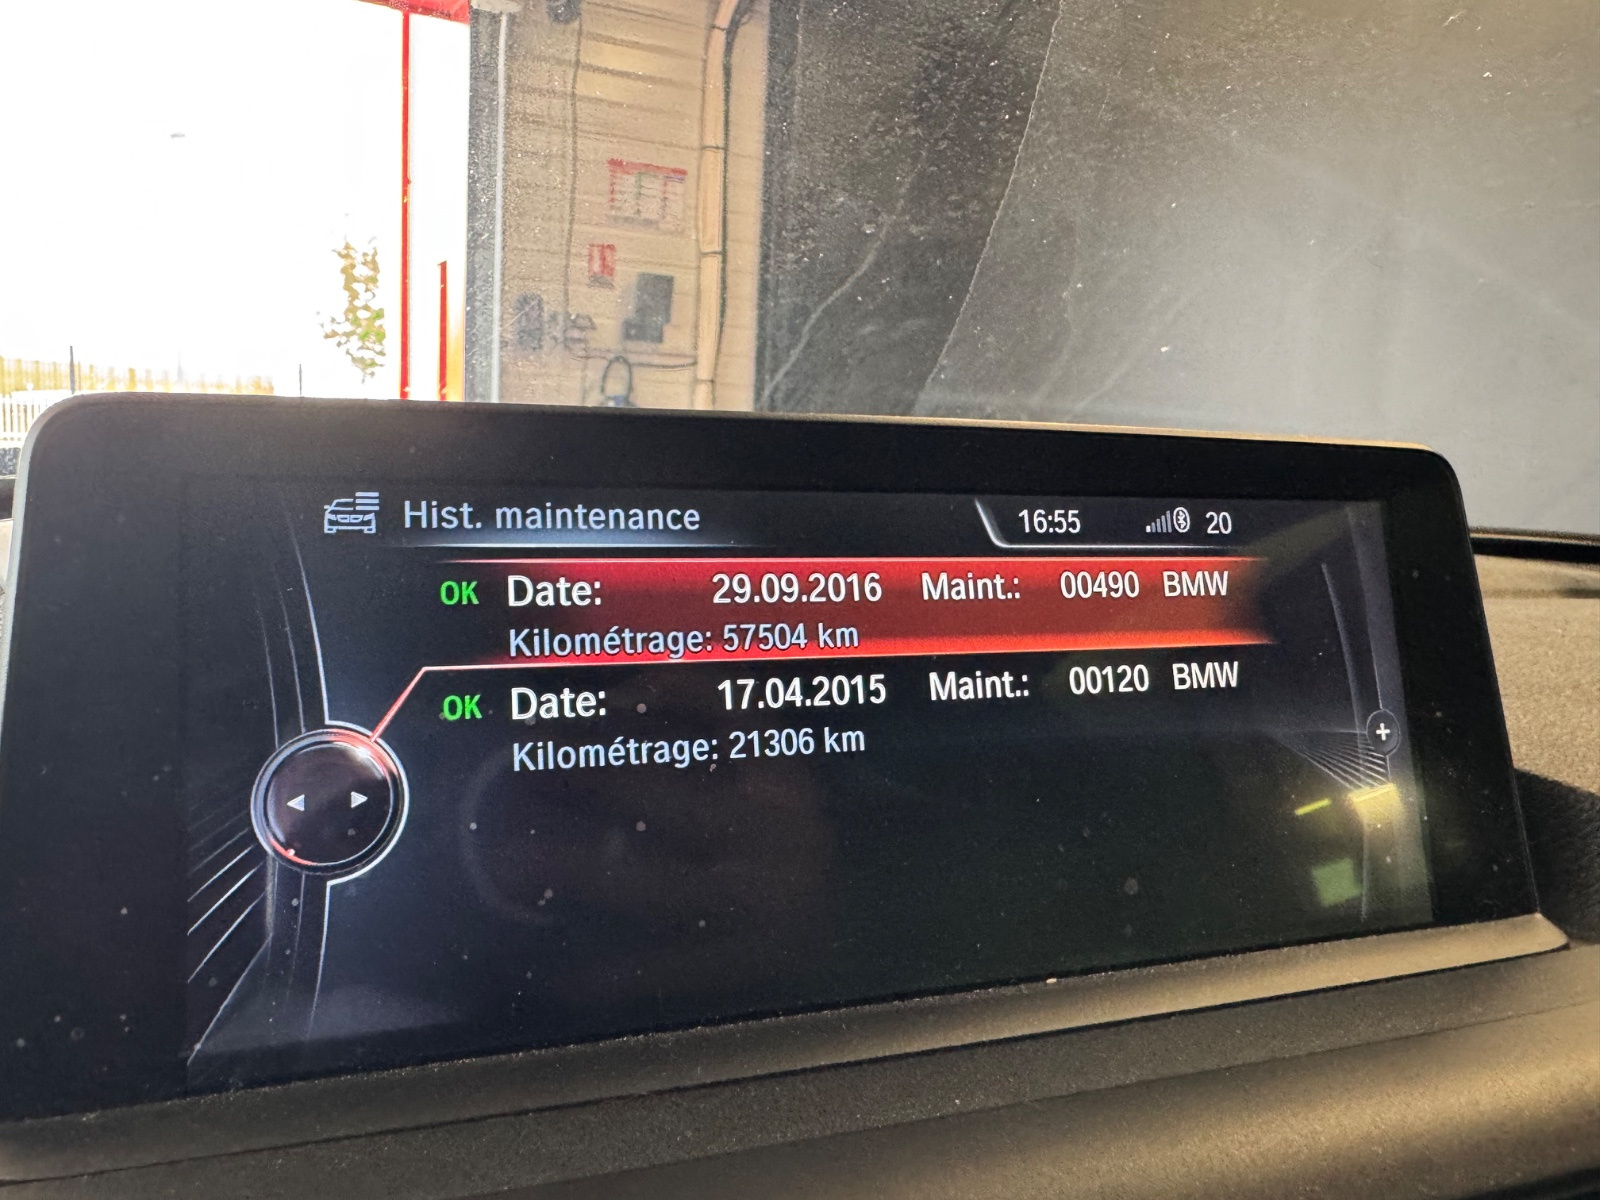 Hist. maintenance 16:55 20
OK Date: 29.09.2016 Maint.: 00490 BMW
Kilométrage: 57504 km
OK Date: 17.04.2015 Maint.: 00120 BMW
Kilométrage: 21306 km